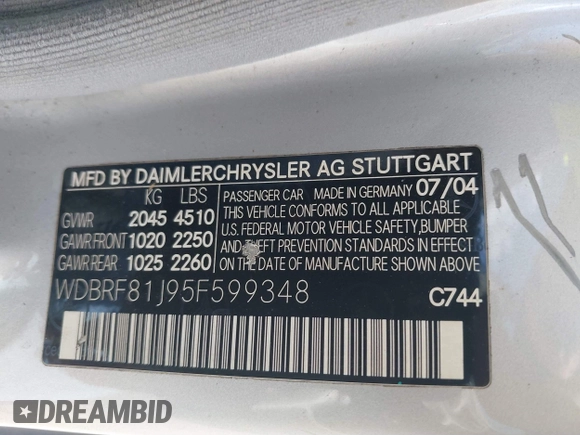 MFD BY DAIMLERCHRYSLER AG STUTTGART
KG LBS
GVWR 2045 4510
GAWR FRONT 1020 2250
GAWR REAR 1025 2260
PASSENGER CAR MADE IN GERMANY 07/04
THIS VEHICLE CONFORMS TO ALL APPLICABLE
U.S. FEDERAL MOTOR VEHICLE SAFETY, BUMPER
AND THEFT PREVENTION STANDARDS IN EFFECT
ON THE DATE OF MANUFACTURE SHOWN ABOVE.
WDBRF81J95F599348
C744
11
DREAMBID